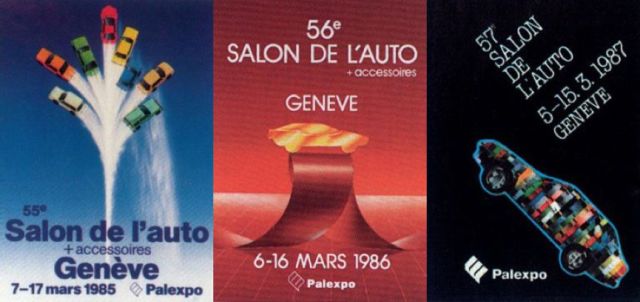 55e
Salon de l'auto
+accessoires
Genève
7-17 mars 1985
Palexpo
56e
SALON DE L'AUTO
+accessoires
GENEVE
6-16 MARS 1986
Palexpo
57e
SALON
DE
L'AUTO
5-15.3.1987
GENEVE
Palexpo